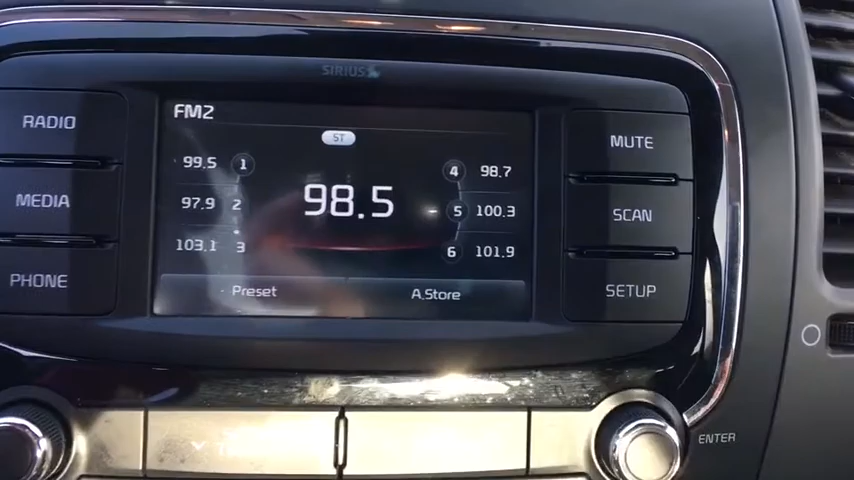 SIRIUS
RADIO
MEDIA
PHONE
FM2
ST
99.5 1
97.9 2
103.1 3
98.5
4 98.7
5 100.3
6 101.9
Preset
A.Store
MUTE
SCAN
SETUP
ENTER